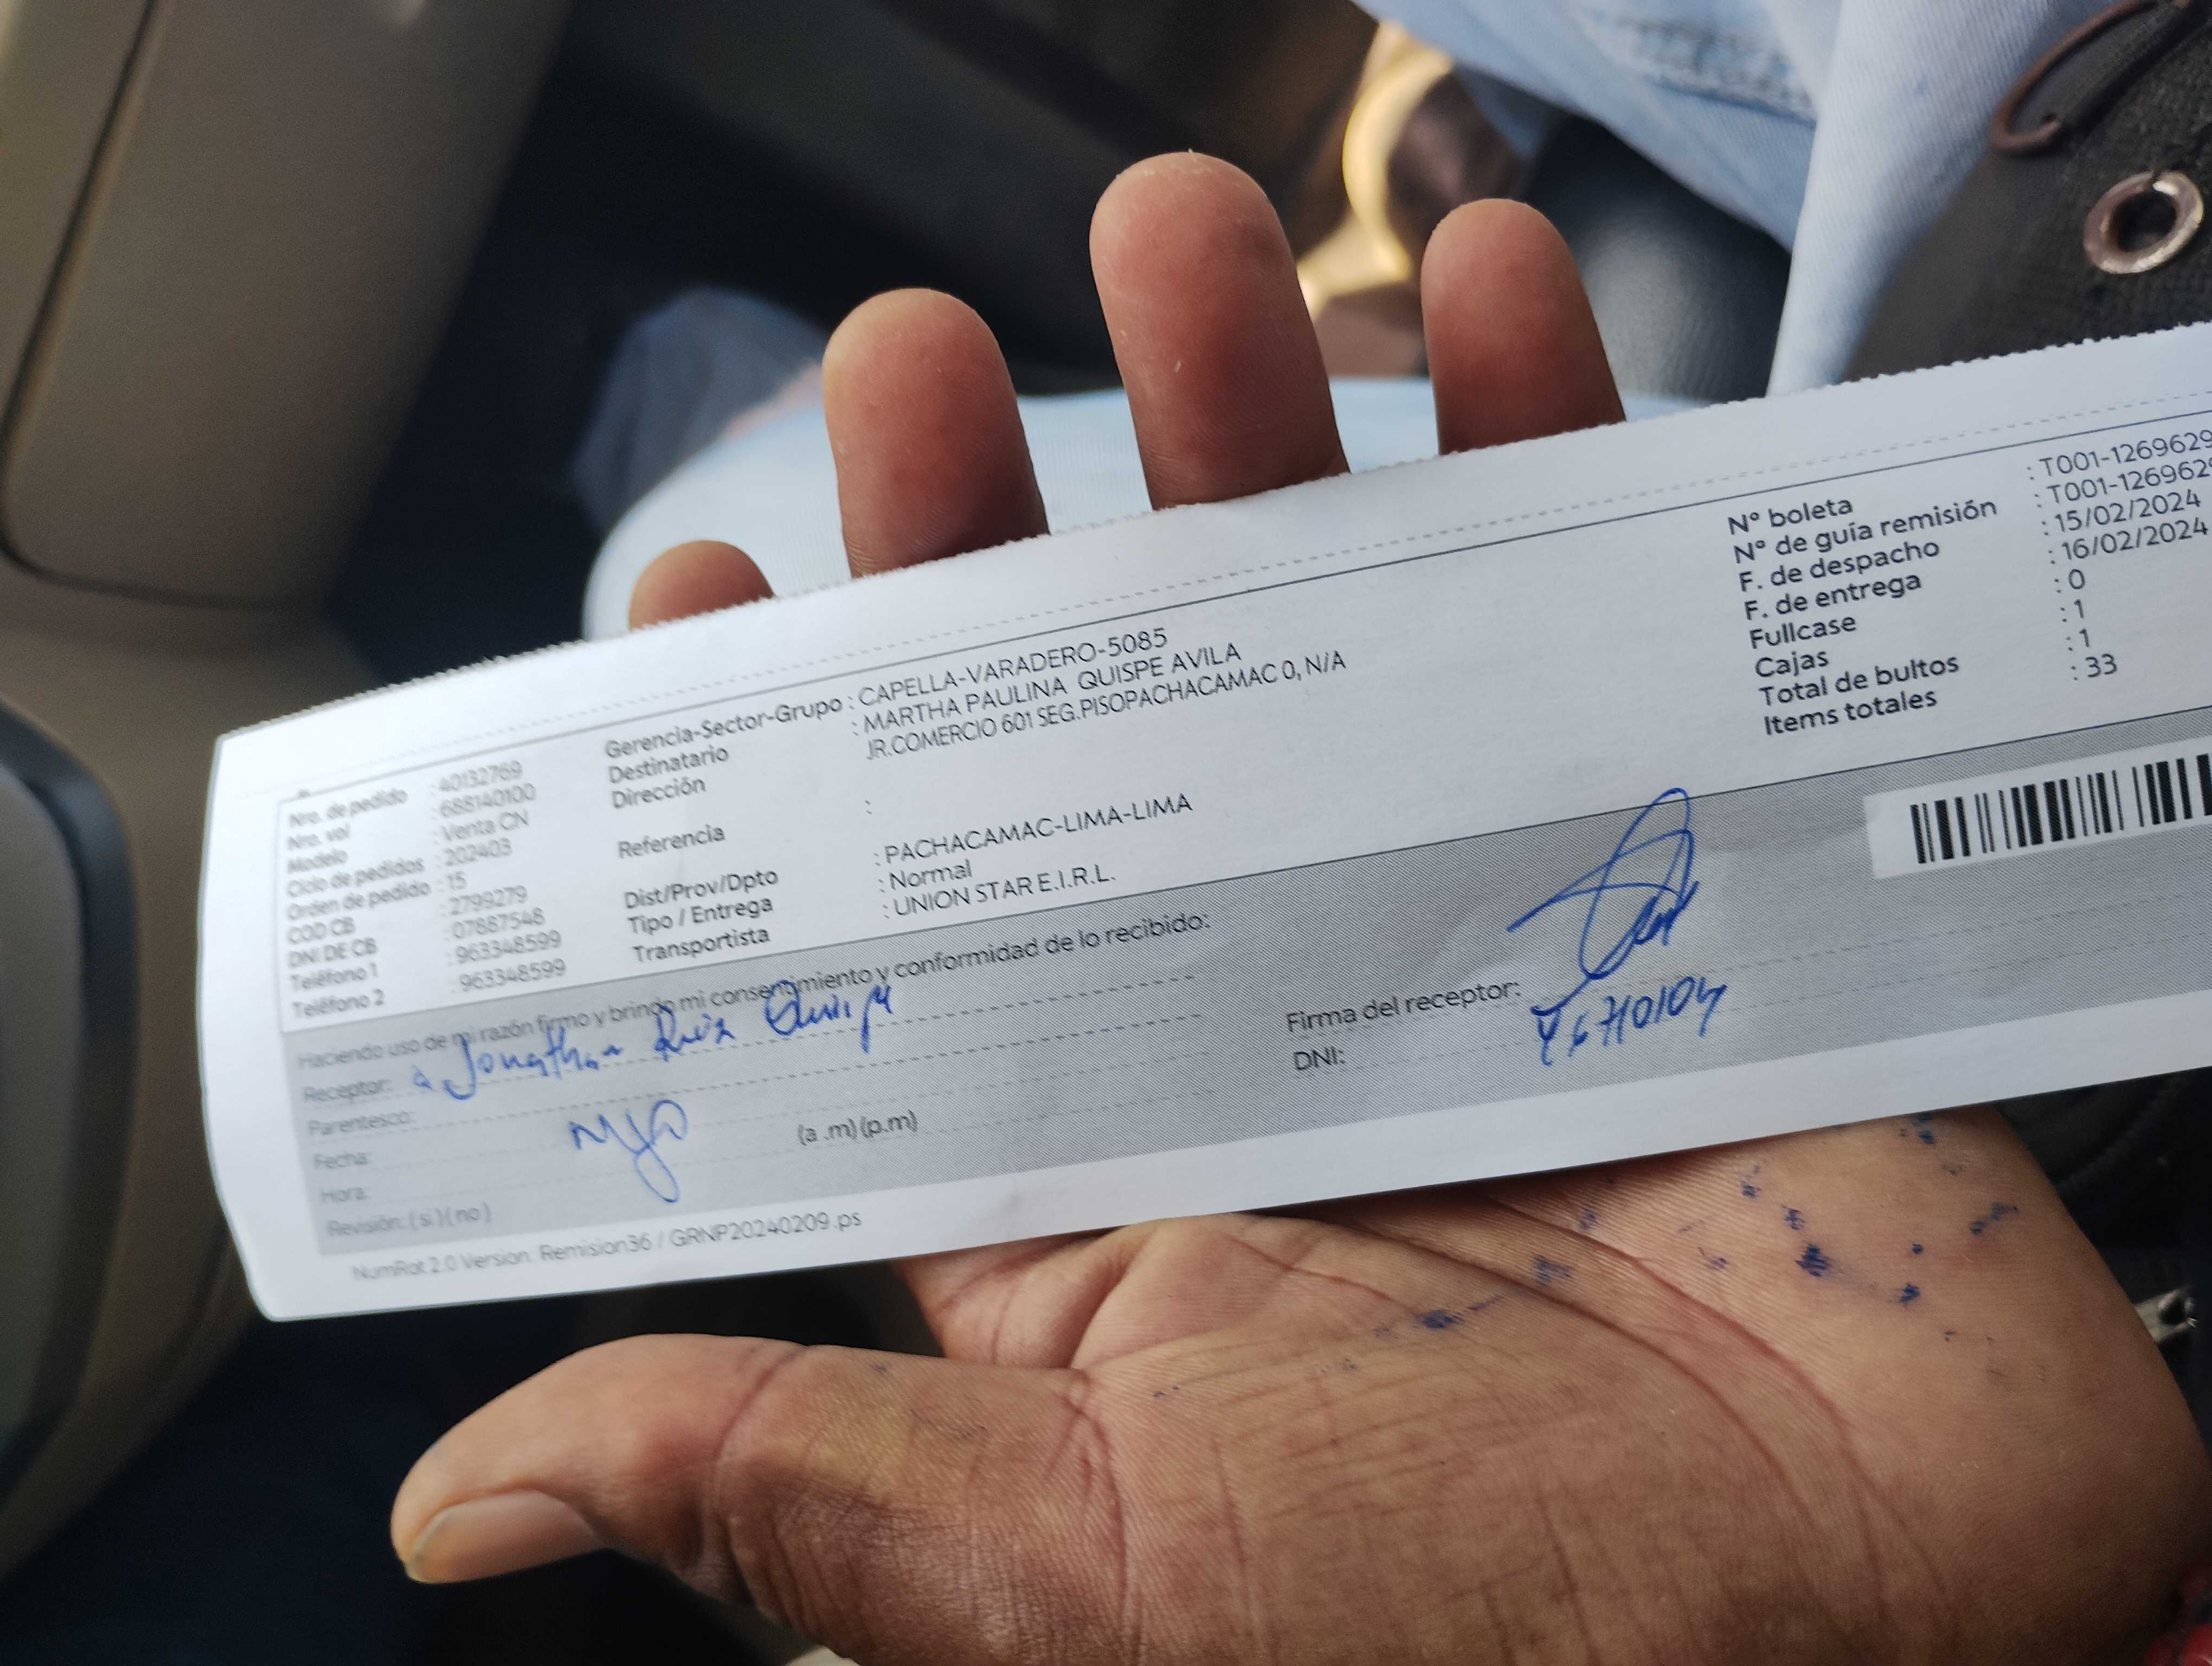 Nro. de pedido : 40132769
Nro. vol : 688140100
Modelo : Venta CN
Ciclo de pedidos : 202403
Orden de pedido : 15
COD CB : 2799279
DNI DE CB : 07887548
Teléfono 1 : 963348599
Teléfono 2 : 963348599
Gerencia-Sector-Grupo : CAPELLA-VARADERO-5085
Destinatario : MARTHA PAULINA QUISPE AVILA
Dirección JR.COMERCIO 601 SEG.PISOPACHACAMAC 0, N/A
Referencia :
Dist/Prov/Dpto : PACHACAMAC-LIMA-LIMA
Tipo / Entrega : Normal
Transportista : UNION STAR E.I.R.L.
N° boleta : T001-1269629
N° de guía remisión : T001-126962
F. de despacho : 15/02/2024
F. de entrega : 16/02/2024
Fullcase : 0
Cajas : 1
Total de bultos : 1
Items totales : 33
Haciendo uso de mi razón firmo y brindo mi consentimiento y conformidad de lo recibido:
Receptor: Jonathan Ruiz Quispe
Parentesco:
Fecha:
Hora: (a .m) (p.m)
Revisión: ( si ) ( no )
Firma del receptor:
DNI:
NumRot 2.0 Version: Remision36 / GRNP20240209.ps